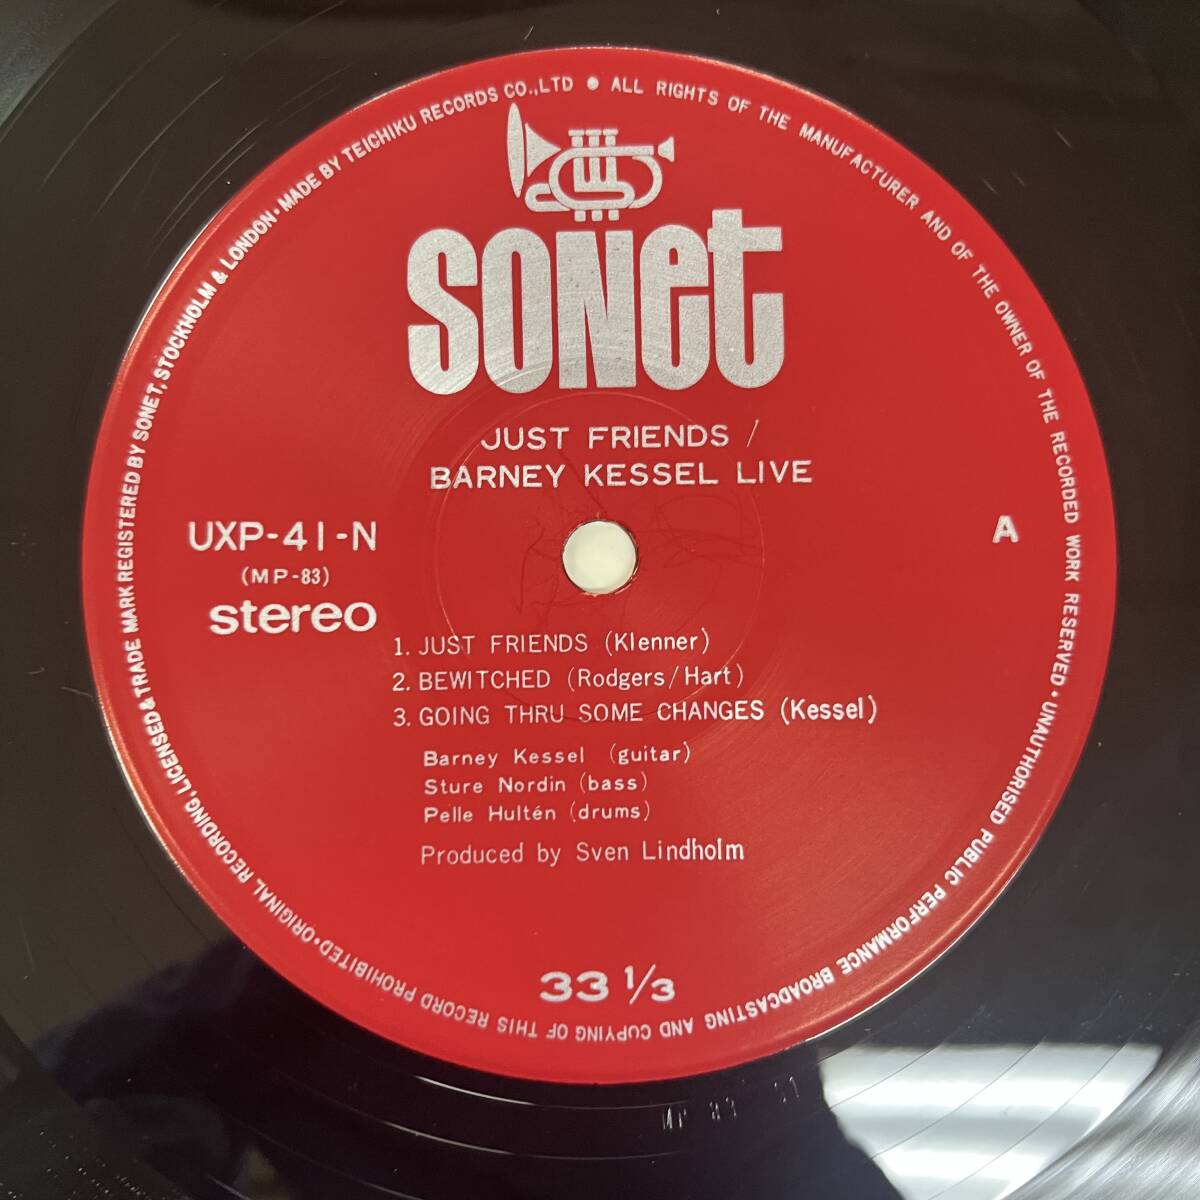 SONet
JUST FRIENDS /
BARNEY KESSEL LIVE
UXP-41-N
(MP-83)
stereo
A
1. JUST FRIENDS (Klenner)
2. BEWITCHED (Rodgers/Hart)
3. GOING THRU SOME CHANGES (Kessel)
Barney Kessel (guitar)
Sture Nordin (bass)
Pelle Hultén (drums)
Produced by Sven Lindholm
33 1/3
ORIGINAL RECORDING, LICENSED & TRADE MARK REGISTERED BY SONET, STOCKHOLM & LONDON • MADE BY TEICHIKU RECORDS CO.,LTD • ALL RIGHTS OF THE MANUFACTURER AND OF THE OWNER OF THE RECORDED WORK RESERVED • UNAUTHORISED PUBLIC PERFORMANCE BROADCASTING AND COPYING OF THIS RECORD PROHIBITED •
MP 83